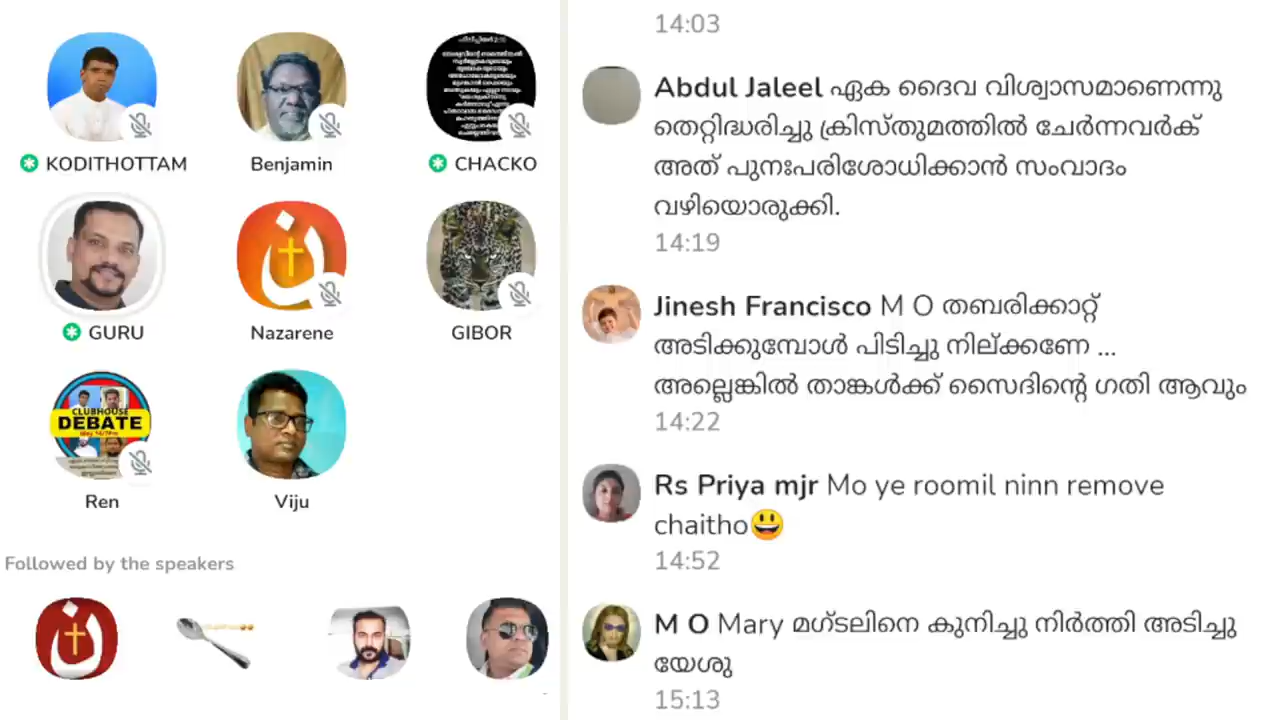 KODITHOTTAM
Benjamin
CHACKO
GURU
Nazarene
GIBOR
CLUBHOUSE
DEBATE
Ren
Viju
Followed by the speakers
14:03
Abdul Jaleel ഏക ദൈവ വിശ്വാസമാണെന്നു
തെറ്റിദ്ധരിച്ചു ക്രിസ്തുമത്തിൽ ചേർന്നവർക്
അത് പുനഃപരിശോധിക്കാൻ സംവാദം
വഴിയൊരുക്കി.
14:19
Jinesh Francisco M O തബരിക്കാറ്റ്
അടിക്കുമ്പോൾ പിടിച്ചു നില്ക്കണേ ...
അല്ലെങ്കിൽ താങ്കൾക്ക് സൈദിന്റെ ഗതി ആവും
14:22
Rs Priya mjr Mo ye roomil ninn remove
chaitho😃
14:52
M O Mary മഗ്ടലിനെ കുനിച്ചു നിർത്തി അടിച്ചു
യേശു
15:13